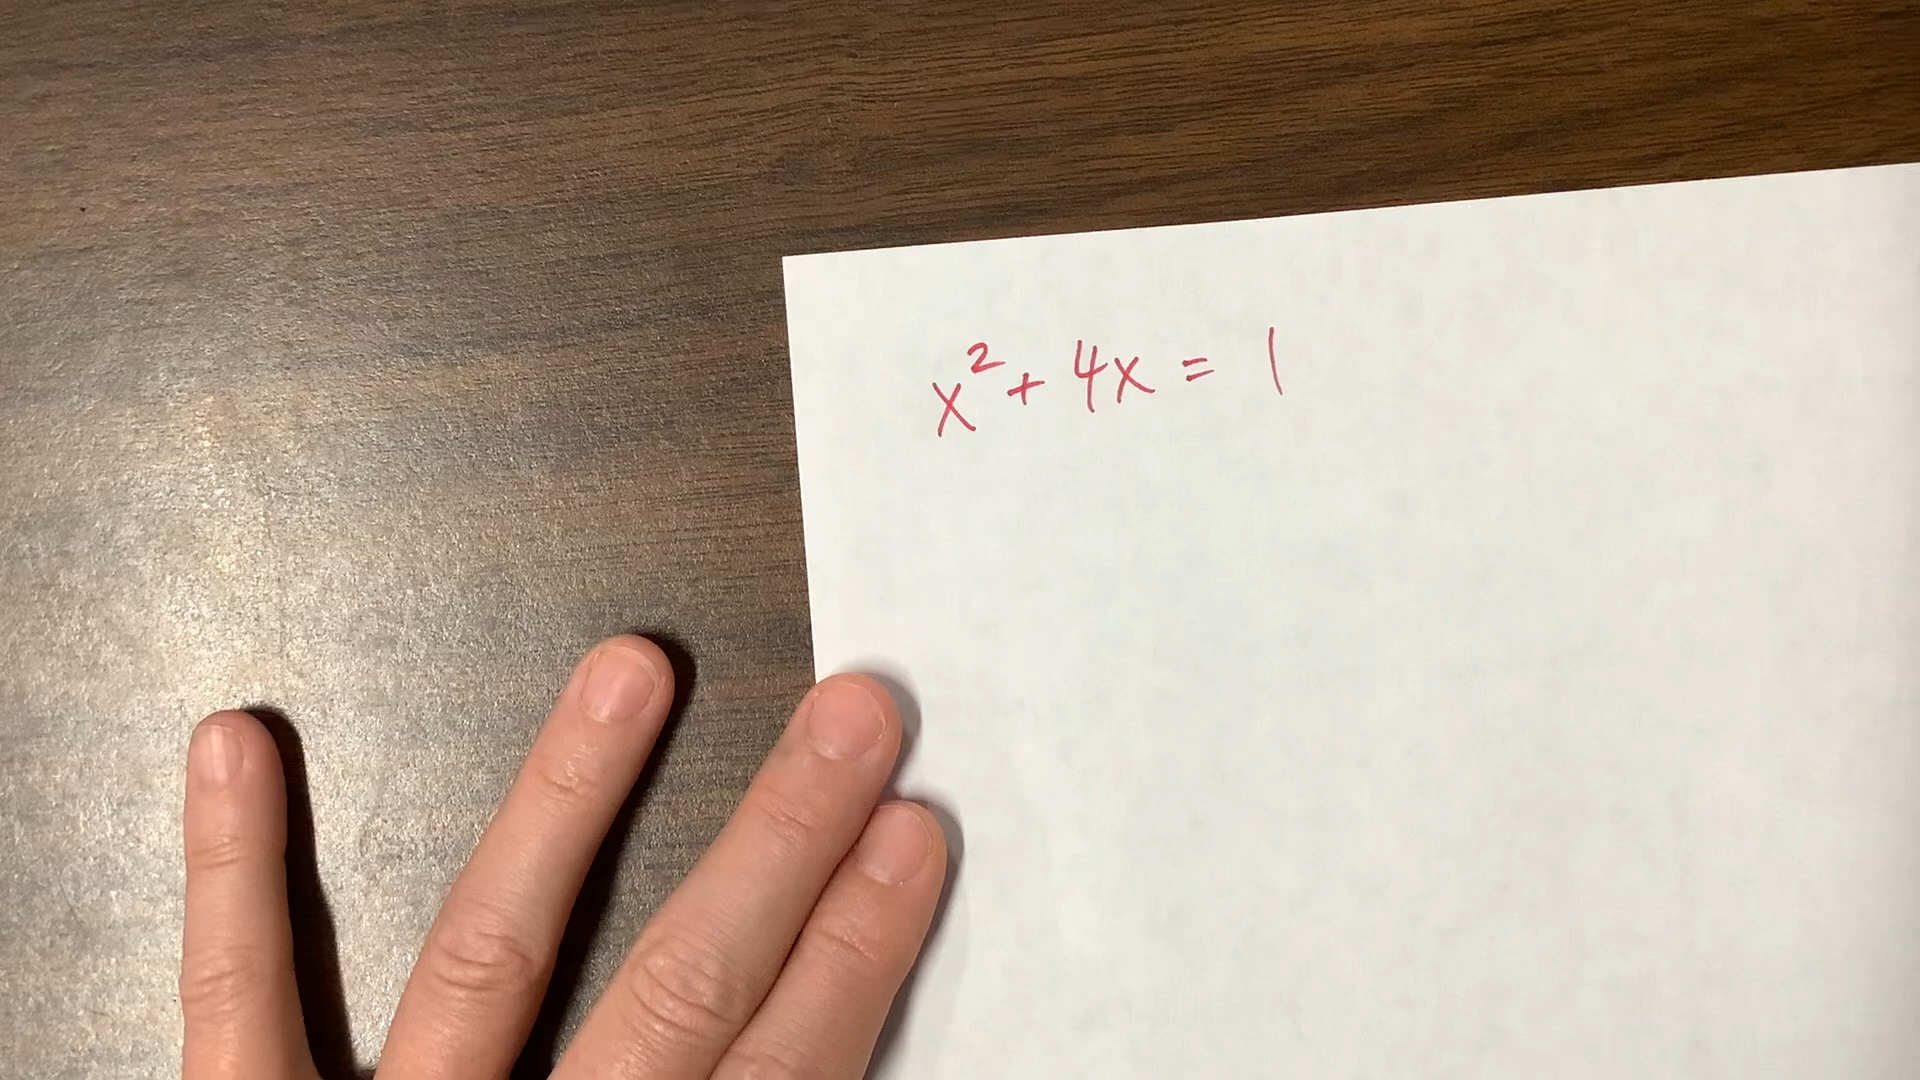 x² + 4x = 1